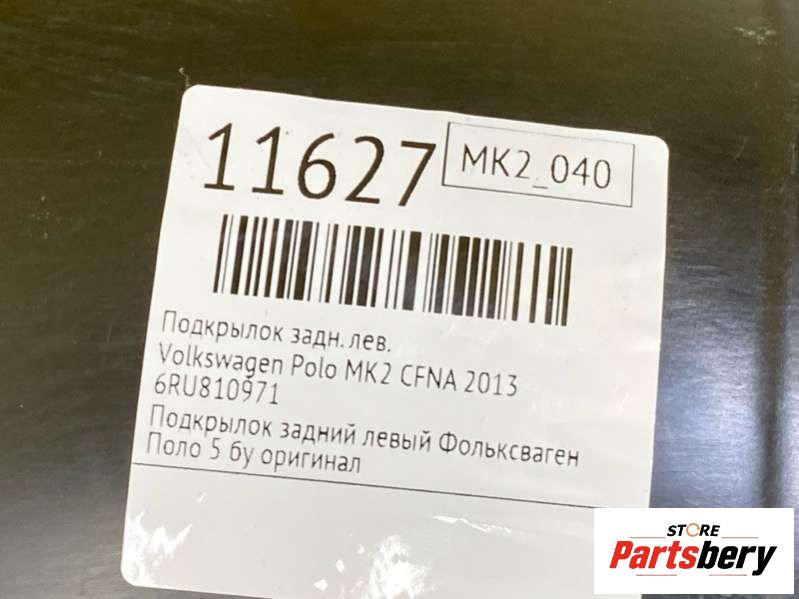 11627
MK2_040
Подкрылок задн. лев.
Volkswagen Polo MK2 CFNA 2013
6RU810971
Подкрылок задний левый Фольксваген
Поло 5 бу оригинал
STORE
Partsbery